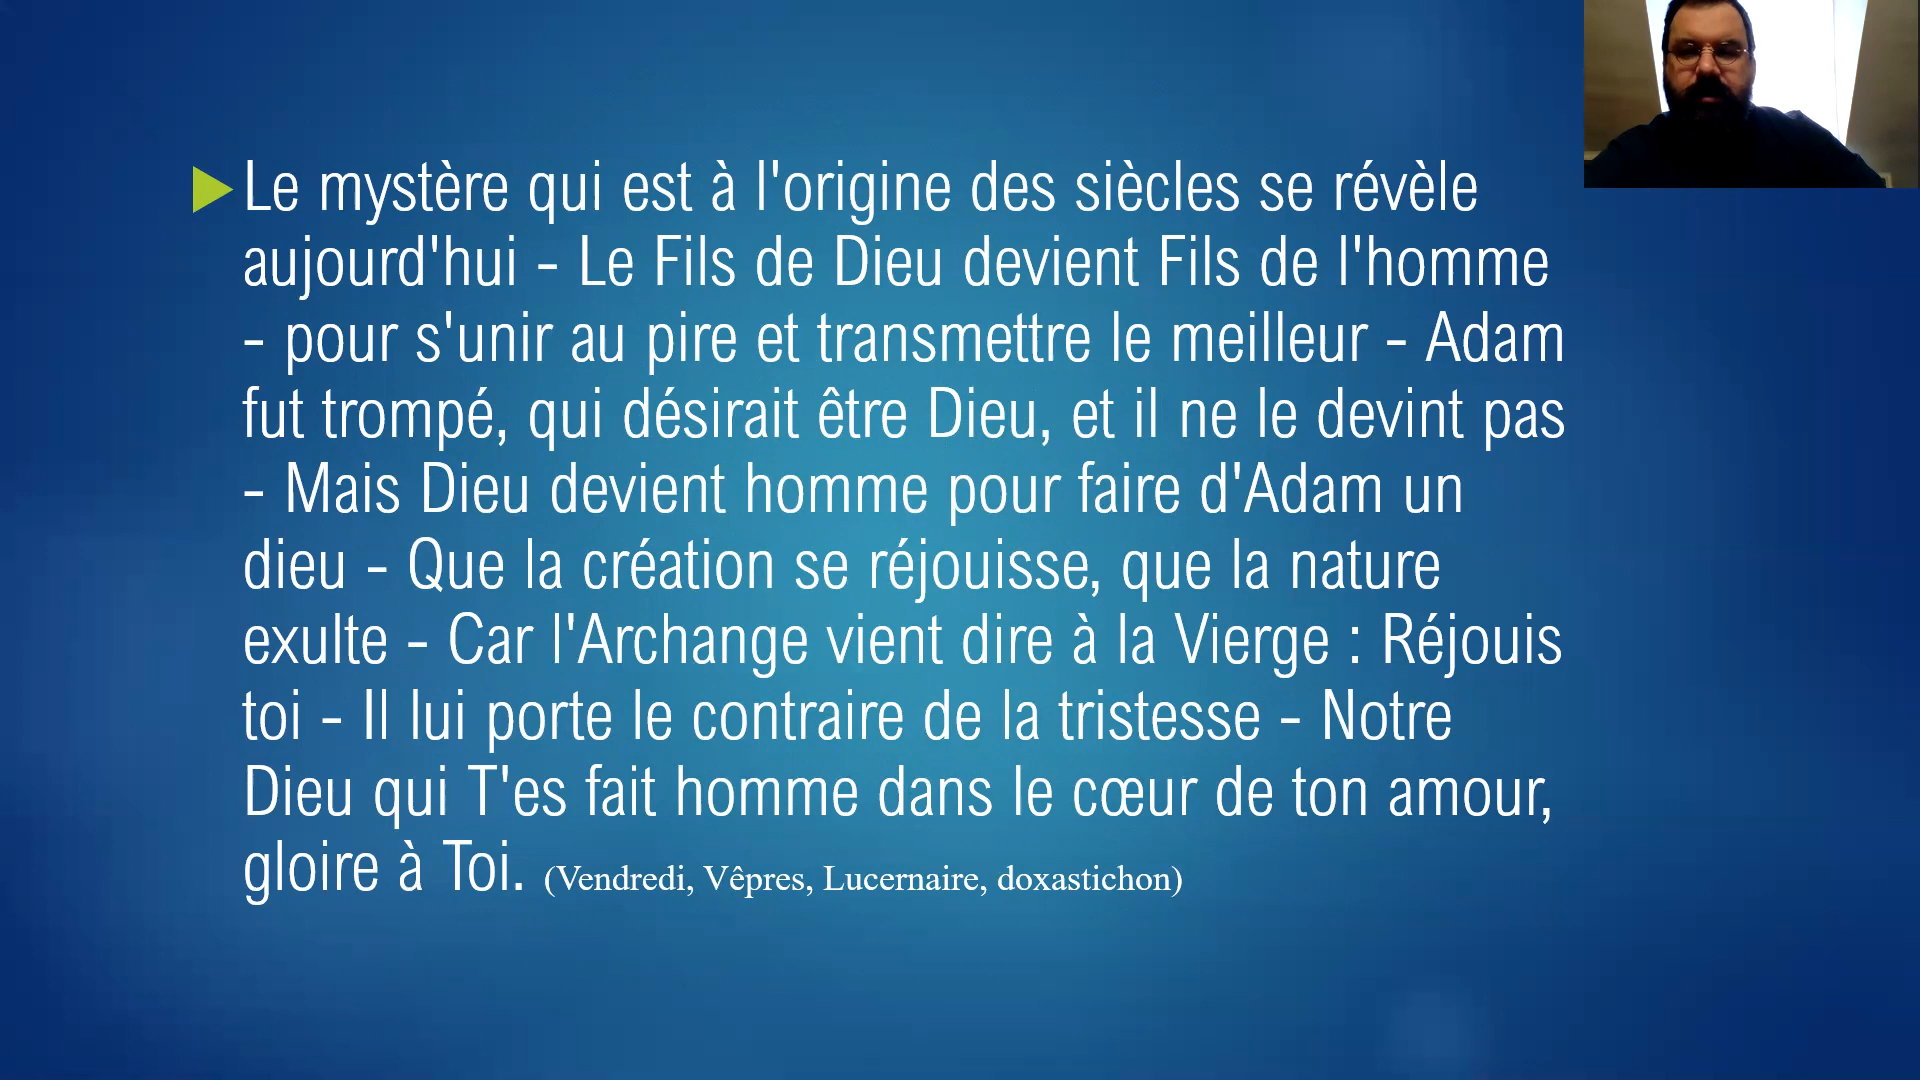 Le mystère qui est à l'origine des siècles se révèle
aujourd'hui - Le Fils de Dieu devient Fils de l'homme
- pour s'unir au pire et transmettre le meilleur - Adam
fut trompé, qui désirait être Dieu, et il ne le devint pas
- Mais Dieu devient homme pour faire d'Adam un
dieu - Que la création se réjouisse, que la nature
exulte - Car l'Archange vient dire à la Vierge : Réjouis
toi - Il lui porte le contraire de la tristesse - Notre
Dieu qui T'es fait homme dans le cœur de ton amour,
gloire à Toi. (Vendredi, Vêpres, Lucernaire, doxastichon)